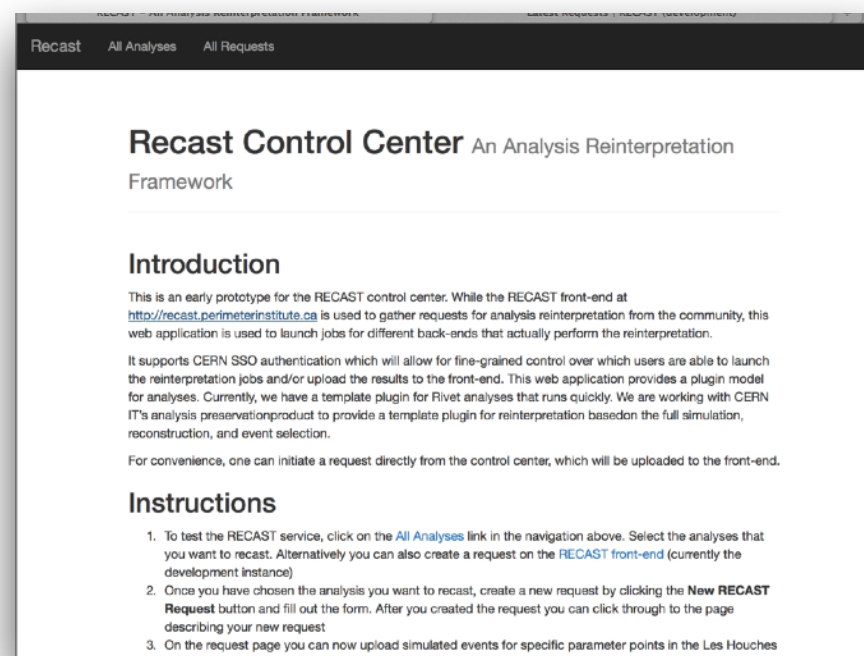 RECAST – An Analysis Reinterpretation Framework
Latest Requests | RECAST (development)
Recast All Analyses All Requests
Recast Control Center An Analysis Reinterpretation
Framework
Introduction
This is an early prototype for the RECAST control center. While the RECAST front-end at
http://recast.perimeterinstitute.ca is used to gather requests for analysis reinterpretation from the community, this
web application is used to launch jobs for different back-ends that actually perform the reinterpretation.
It supports CERN SSO authentication which will allow for fine-grained control over which users are able to launch
the reinterpretation jobs and/or upload the results to the front-end. This web application provides a plugin model
for analyses. Currently, we have a template plugin for Rivet analyses that runs quickly. We are working with CERN
IT's analysis preservationproduct to provide a template plugin for reinterpretation basedon the full simulation,
reconstruction, and event selection.
For convenience, one can initiate a request directly from the control center, which will be uploaded to the front-end.
Instructions
1. To test the RECAST service, click on the All Analyses link in the navigation above. Select the analyses that
you want to recast. Alternatively you can also create a request on the RECAST front-end (currently the
development instance)
2. Once you have chosen the analysis you want to recast, create a new request by clicking the New RECAST
Request button and fill out the form. After you created the request you can click through to the page
describing your new request
3. On the request page you can now upload simulated events for specific parameter points in the Les Houches